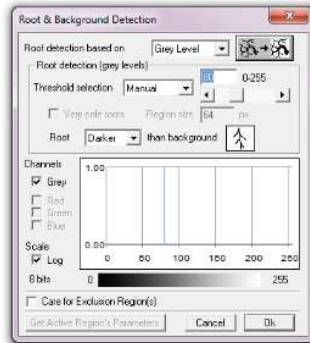 Root & Background Detection
Root detection based on Grey Level
Root detection (grey levels)
Threshold selection Manual 80 0-255
Very pale roots Region size 64 px
Root Darker than background
Channels
Grey
Red
Green
Blue
Scale
Log
8 bits
1.00
0.00
0 50 100 150 200 250
0 255
Care for Exclusion Region(s)
Get Active Region's Parameters Cancel Ok